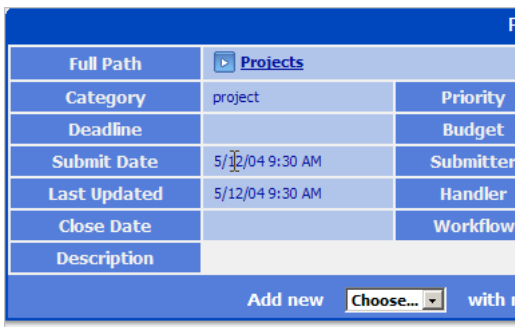 Full Path Projects
Category project Priority
Deadline Budget
Submit Date 5/12/04 9:30 AM Submitter
Last Updated 5/12/04 9:30 AM Handler
Close Date Workflow
Description
Add new Choose... with